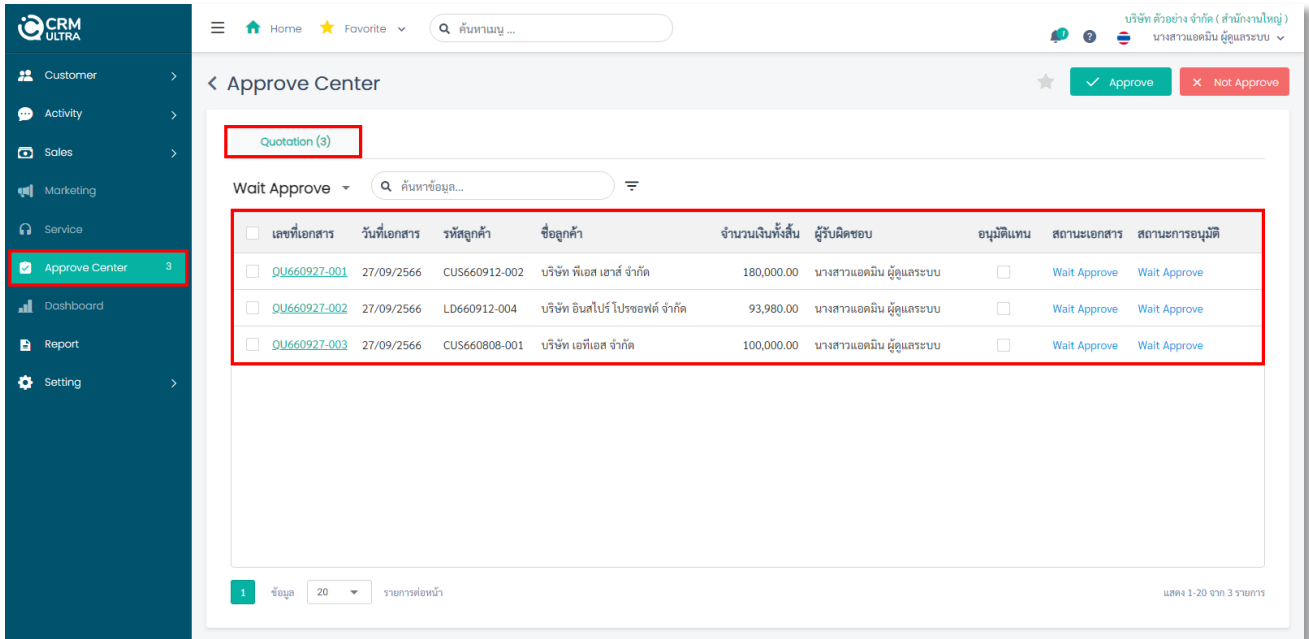 CRM
ULTRA
Home Favorite ค้นหาเมนู ...
บริษัท ตัวอย่าง จำกัด ( สำนักงานใหญ่ )
7 นางสาวแอดมิน ผู้ดูแลระบบ
Customer
Activity
Sales
Marketing
Service
Approve Center 3
Dashboard
Report
Setting
Approve Center
Approve
Not Approve
Quotation (3)
Wait Approve ค้นหาข้อมูล...
เลขที่เอกสาร วันที่เอกสาร รหัสลูกค้า ชื่อลูกค้า จำนวนเงินทั้งสิ้น ผู้รับผิดชอบ อนุมัติแทน สถานะเอกสาร สถานะการอนุมัติ
QU660927-001 27/09/2566 CUS660912-002 บริษัท พีเอส เฮาส์ จำกัด 180,000.00 นางสาวแอดมิน ผู้ดูแลระบบ Wait Approve Wait Approve
QU660927-002 27/09/2566 LD660912-004 บริษัท อินสไปร์ โปรซอฟต์ จำกัด 93,980.00 นางสาวแอดมิน ผู้ดูแลระบบ Wait Approve Wait Approve
QU660927-003 27/09/2566 CUS660808-001 บริษัท เอทีเอส จำกัด 100,000.00 นางสาวแอดมิน ผู้ดูแลระบบ Wait Approve Wait Approve
1 ข้อมูล 20 รายการต่อหน้า แสดง 1-20 จาก 3 รายการ